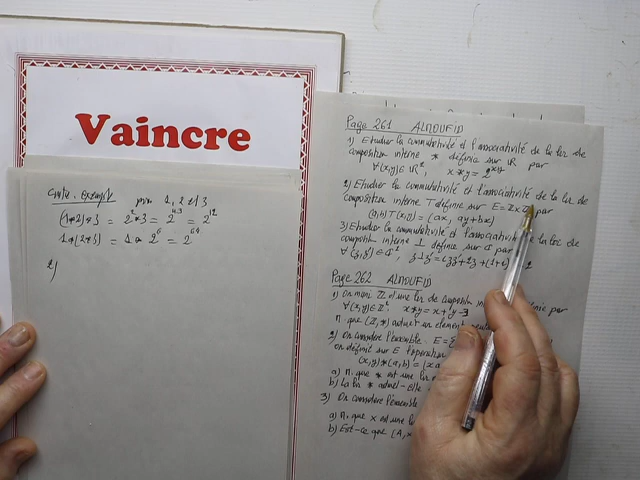 Vaincre
Contre-exemple pour 1, 2 et 3
(1*2)*3 = 2²*3 = 2^4.3 = 2^12
1*(2*3) = 1*2^6 = 2^64
2)
Page 261 ALMOUFID
1) Etudier la commutativité et l'associativité de la loi de
composition interne * définie sur ℝ par
∀(x,y)∈ℝ², x*y = 2^xy
2) Etudier la commutativité et l'associativité de la loi de
composition interne T définie sur E = ℤ×ℤ par
(a,b)T(x,y) = (ax, ay+bx)
3) Etudier la commutativité et l'associativité de la loi de
composition interne ⊥ définie sur ℂ par
Page 262 ALMOUFID
1) On muni ℤ d'une loi de composition
∀(x,y)∈ℤ², x*y = x+y-3
M. que (ℤ,*) admet un élément
2) On considère l'ensemble E =
on définit sur E l'opération
(x,y)*(a,b) = (xa
a) M. que * est une loi
b) La loi * admet-elle
3) On considère l'ensemble
a) M. que × est une
b) Est-ce que (A,×